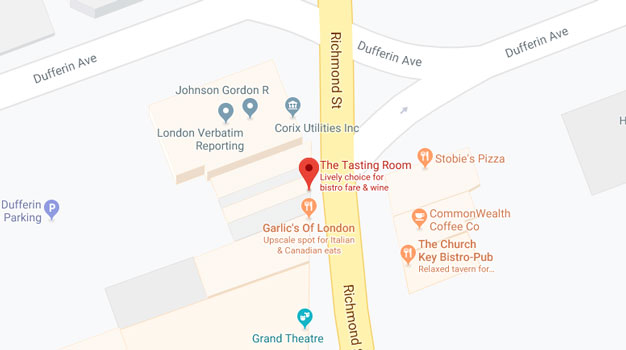 Dufferin Ave
Richmond St
Dufferin Ave
Dufferin Ave
Johnson Gordon R
London Verbatim
Reporting
Corix Utilities Inc
The Tasting Room
Lively choice for
bistro fare & wine
Stobie's Pizza
Dufferin
Parking
Garlic's Of London
Upscale spot for Italian
& Canadian eats
CommonWealth
Coffee Co
The Church
Key Bistro-Pub
Relaxed tavern for...
Richmond S
Grand Theatre
H